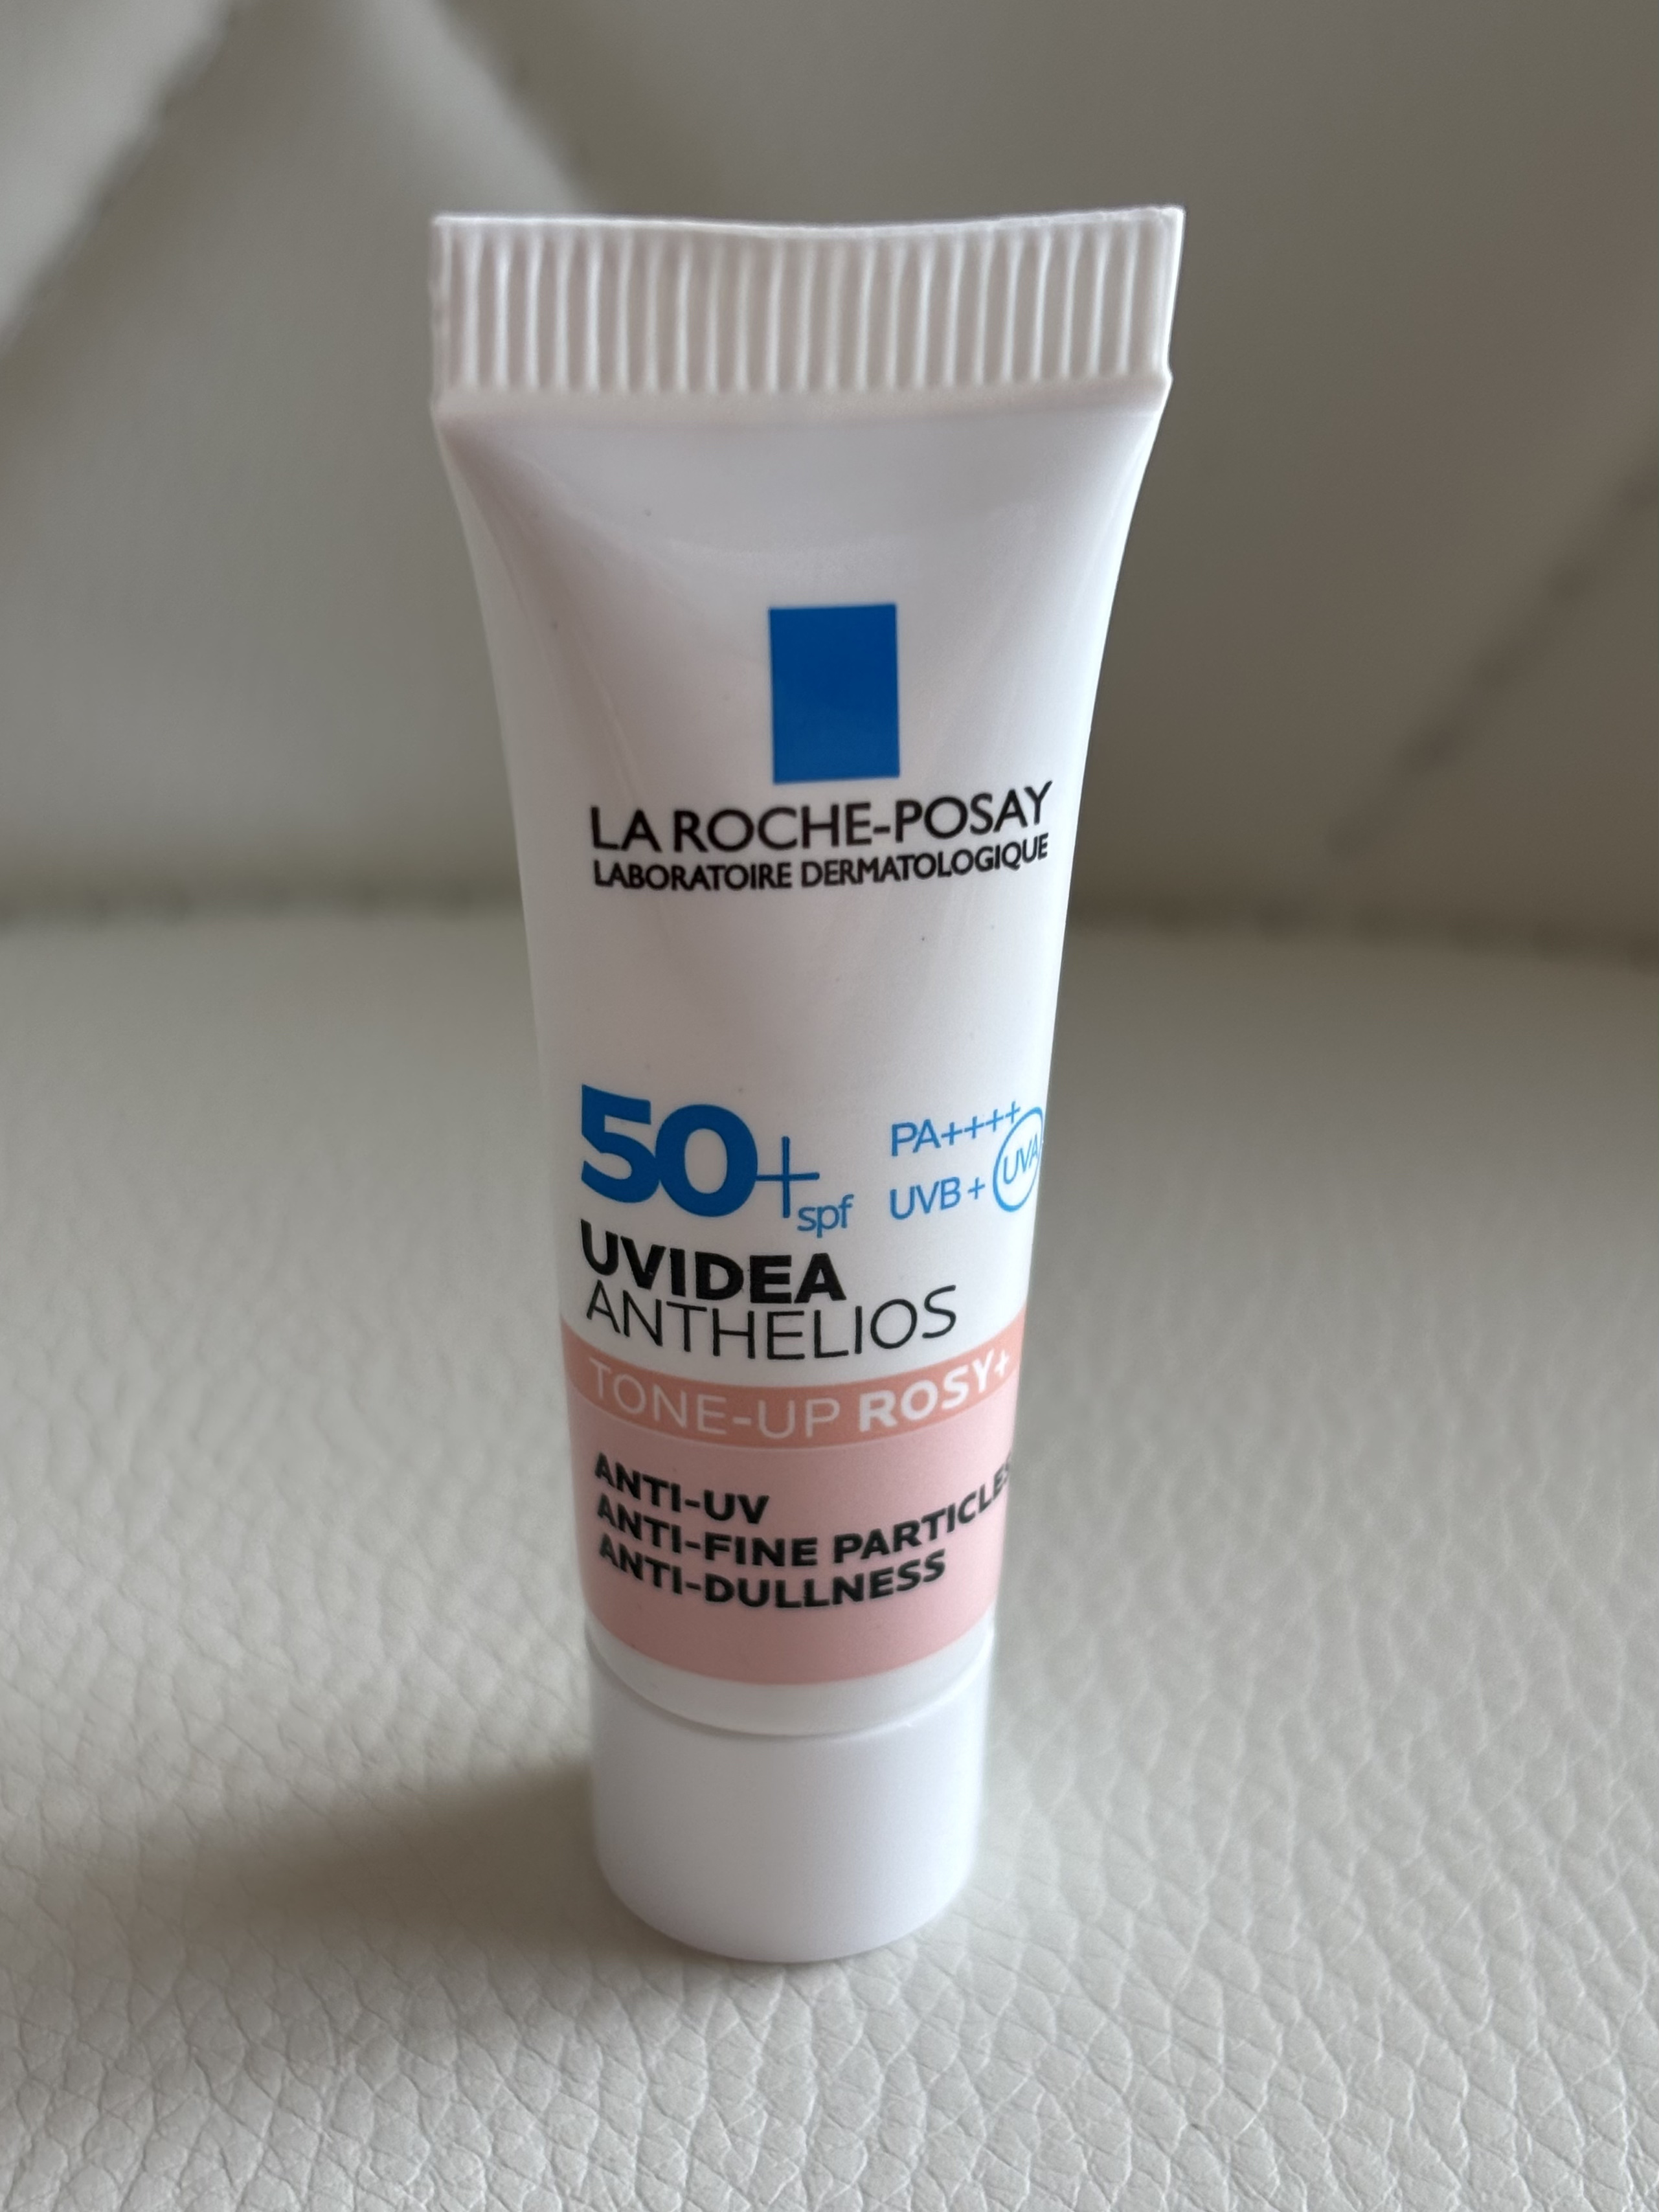 LA ROCHE-POSAY
LABORATOIRE DERMATOLOGIQUE
50+ spf
PA++++
UVB + UVA
UVIDEA
ANTHELIOS
TONE-UP ROSY+
ANTI-UV
ANTI-FINE PARTICLES
ANTI-DULLNESS